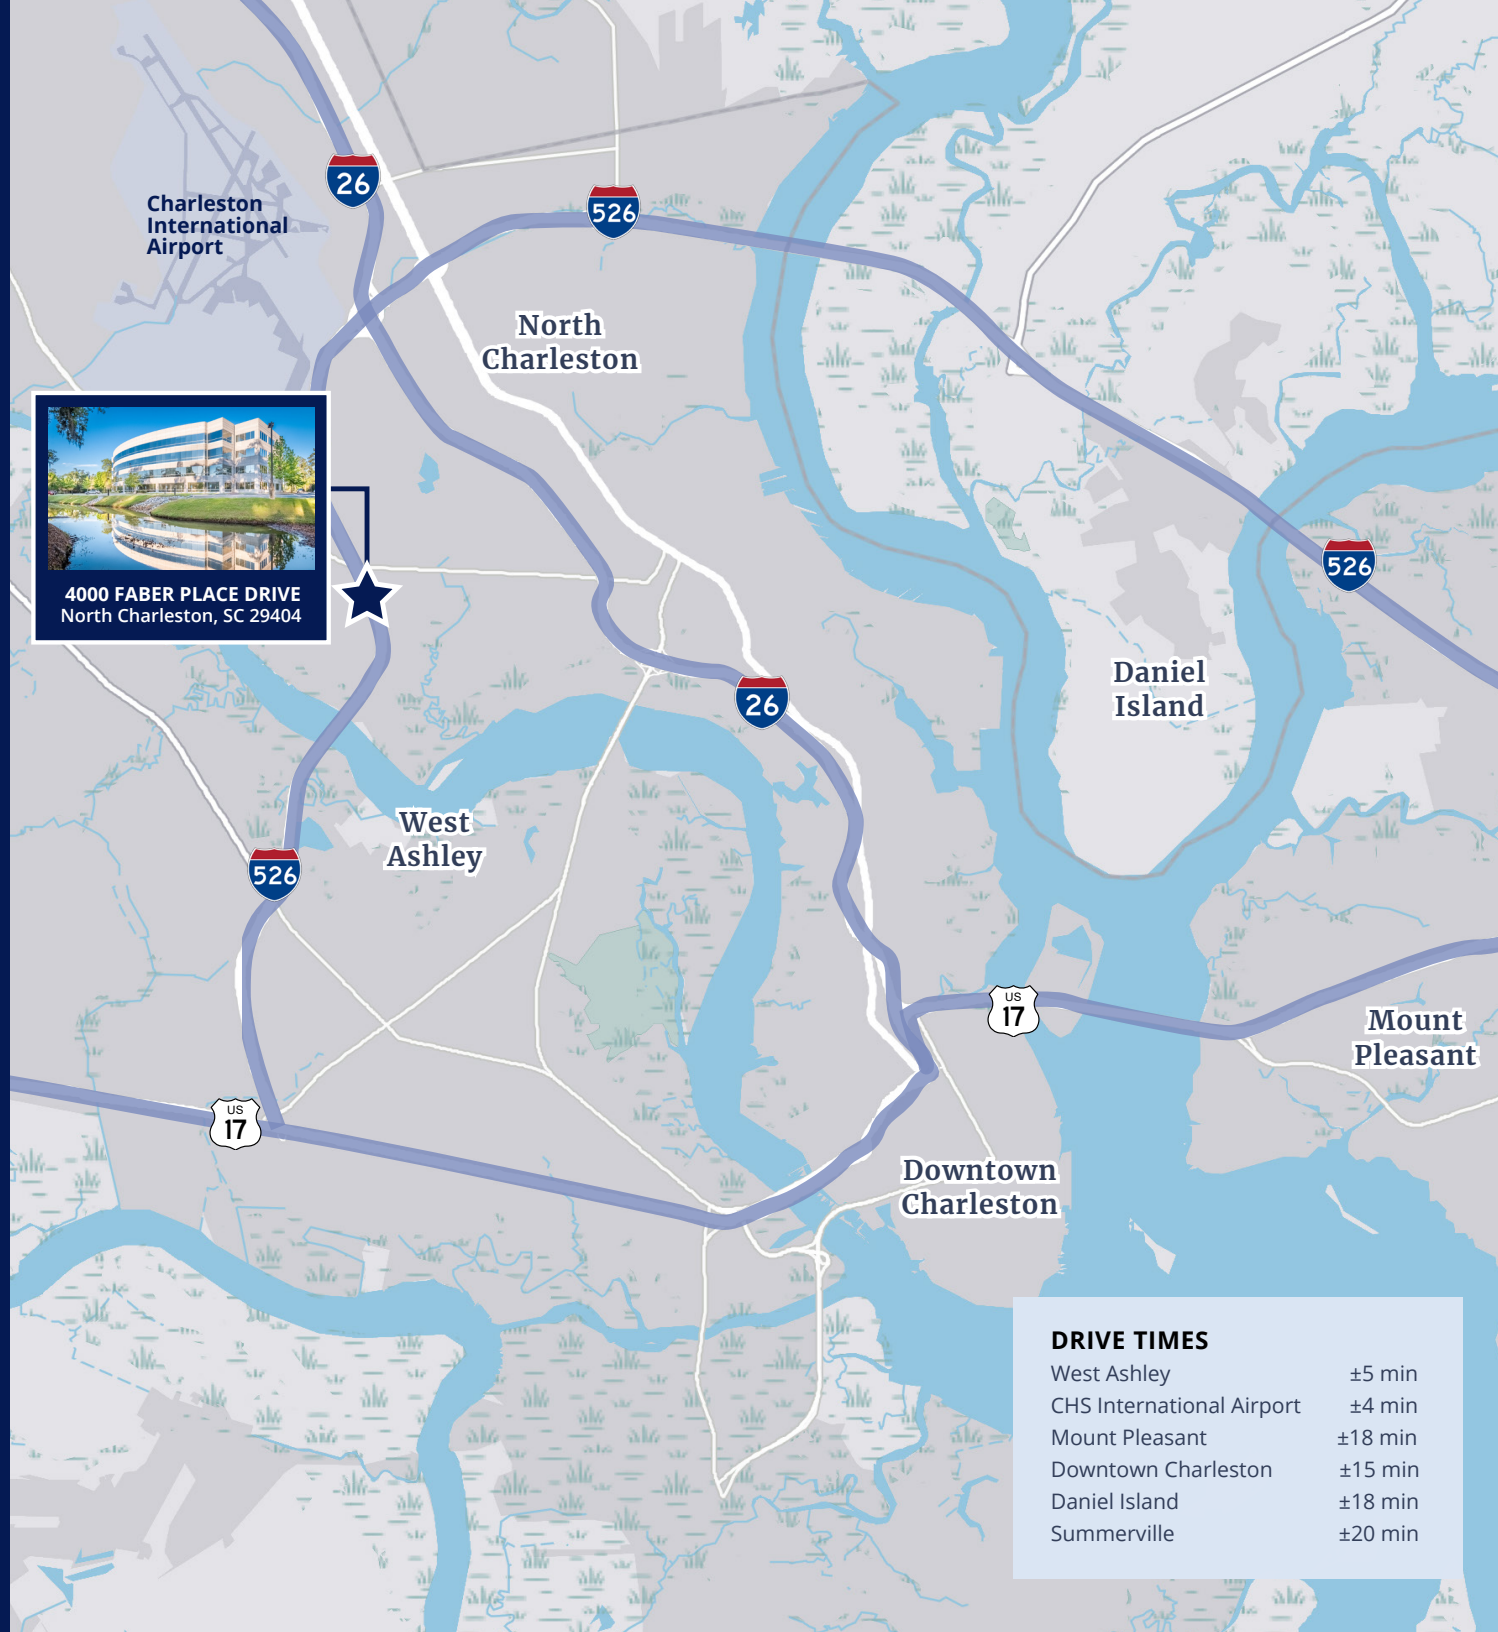 26
526
Charleston
International
Airport
North
Charleston
4000 FABER PLACE DRIVE
North Charleston, SC 29404
526
Daniel
Island
26
West
Ashley
526
US
17
Mount
Pleasant
US
17
Downtown
Charleston
DRIVE TIMES
West Ashley ±5 min
CHS International Airport ±4 min
Mount Pleasant ±18 min
Downtown Charleston ±15 min
Daniel Island ±18 min
Summerville ±20 min